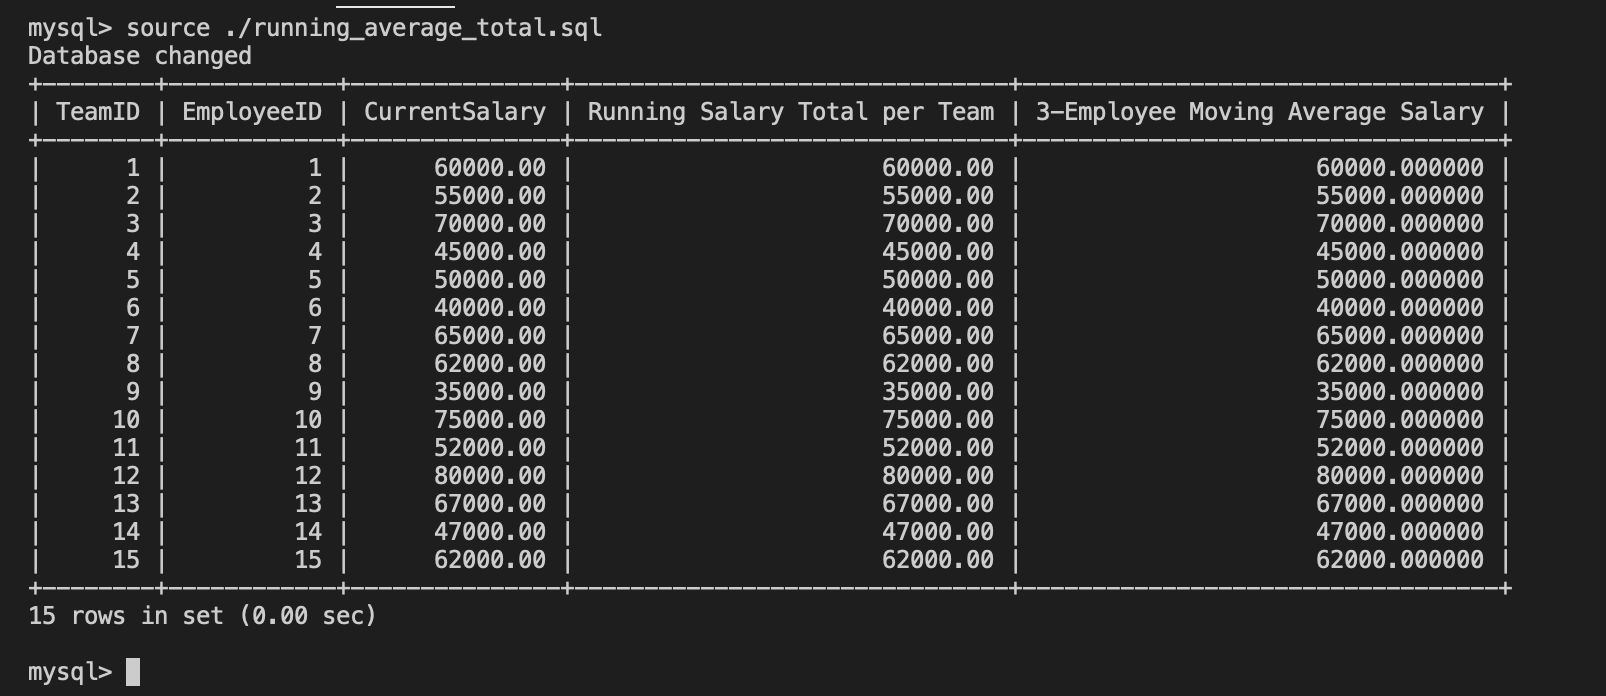 mysql> source ./running_average_total.sql
Database changed
+--------+------------+---------------+-------------------------------+----------------------------------+
| TeamID | EmployeeID | CurrentSalary | Running Salary Total per Team | 3-Employee Moving Average Salary |
+--------+------------+---------------+-------------------------------+----------------------------------+
|      1 |          1 |      60000.00 |                      60000.00 |                     60000.000000 |
|      2 |          2 |      55000.00 |                      55000.00 |                     55000.000000 |
|      3 |          3 |      70000.00 |                      70000.00 |                     70000.000000 |
|      4 |          4 |      45000.00 |                      45000.00 |                     45000.000000 |
|      5 |          5 |      50000.00 |                      50000.00 |                     50000.000000 |
|      6 |          6 |      40000.00 |                      40000.00 |                     40000.000000 |
|      7 |          7 |      65000.00 |                      65000.00 |                     65000.000000 |
|      8 |          8 |      62000.00 |                      62000.00 |                     62000.000000 |
|      9 |          9 |      35000.00 |                      35000.00 |                     35000.000000 |
|     10 |         10 |      75000.00 |                      75000.00 |                     75000.000000 |
|     11 |         11 |      52000.00 |                      52000.00 |                     52000.000000 |
|     12 |         12 |      80000.00 |                      80000.00 |                     80000.000000 |
|     13 |         13 |      67000.00 |                      67000.00 |                     67000.000000 |
|     14 |         14 |      47000.00 |                      47000.00 |                     47000.000000 |
|     15 |         15 |      62000.00 |                      62000.00 |                     62000.000000 |
+--------+------------+---------------+-------------------------------+----------------------------------+
15 rows in set (0.00 sec)
mysql>